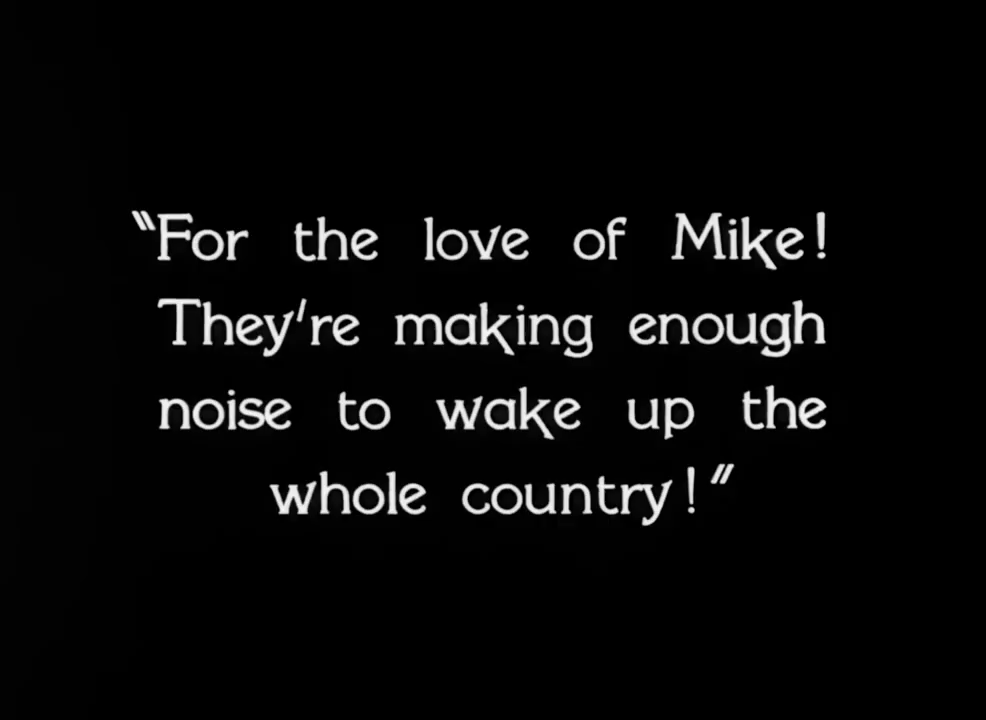 "For the love of Mike!
They're making enough
noise to wake up the
whole country!"